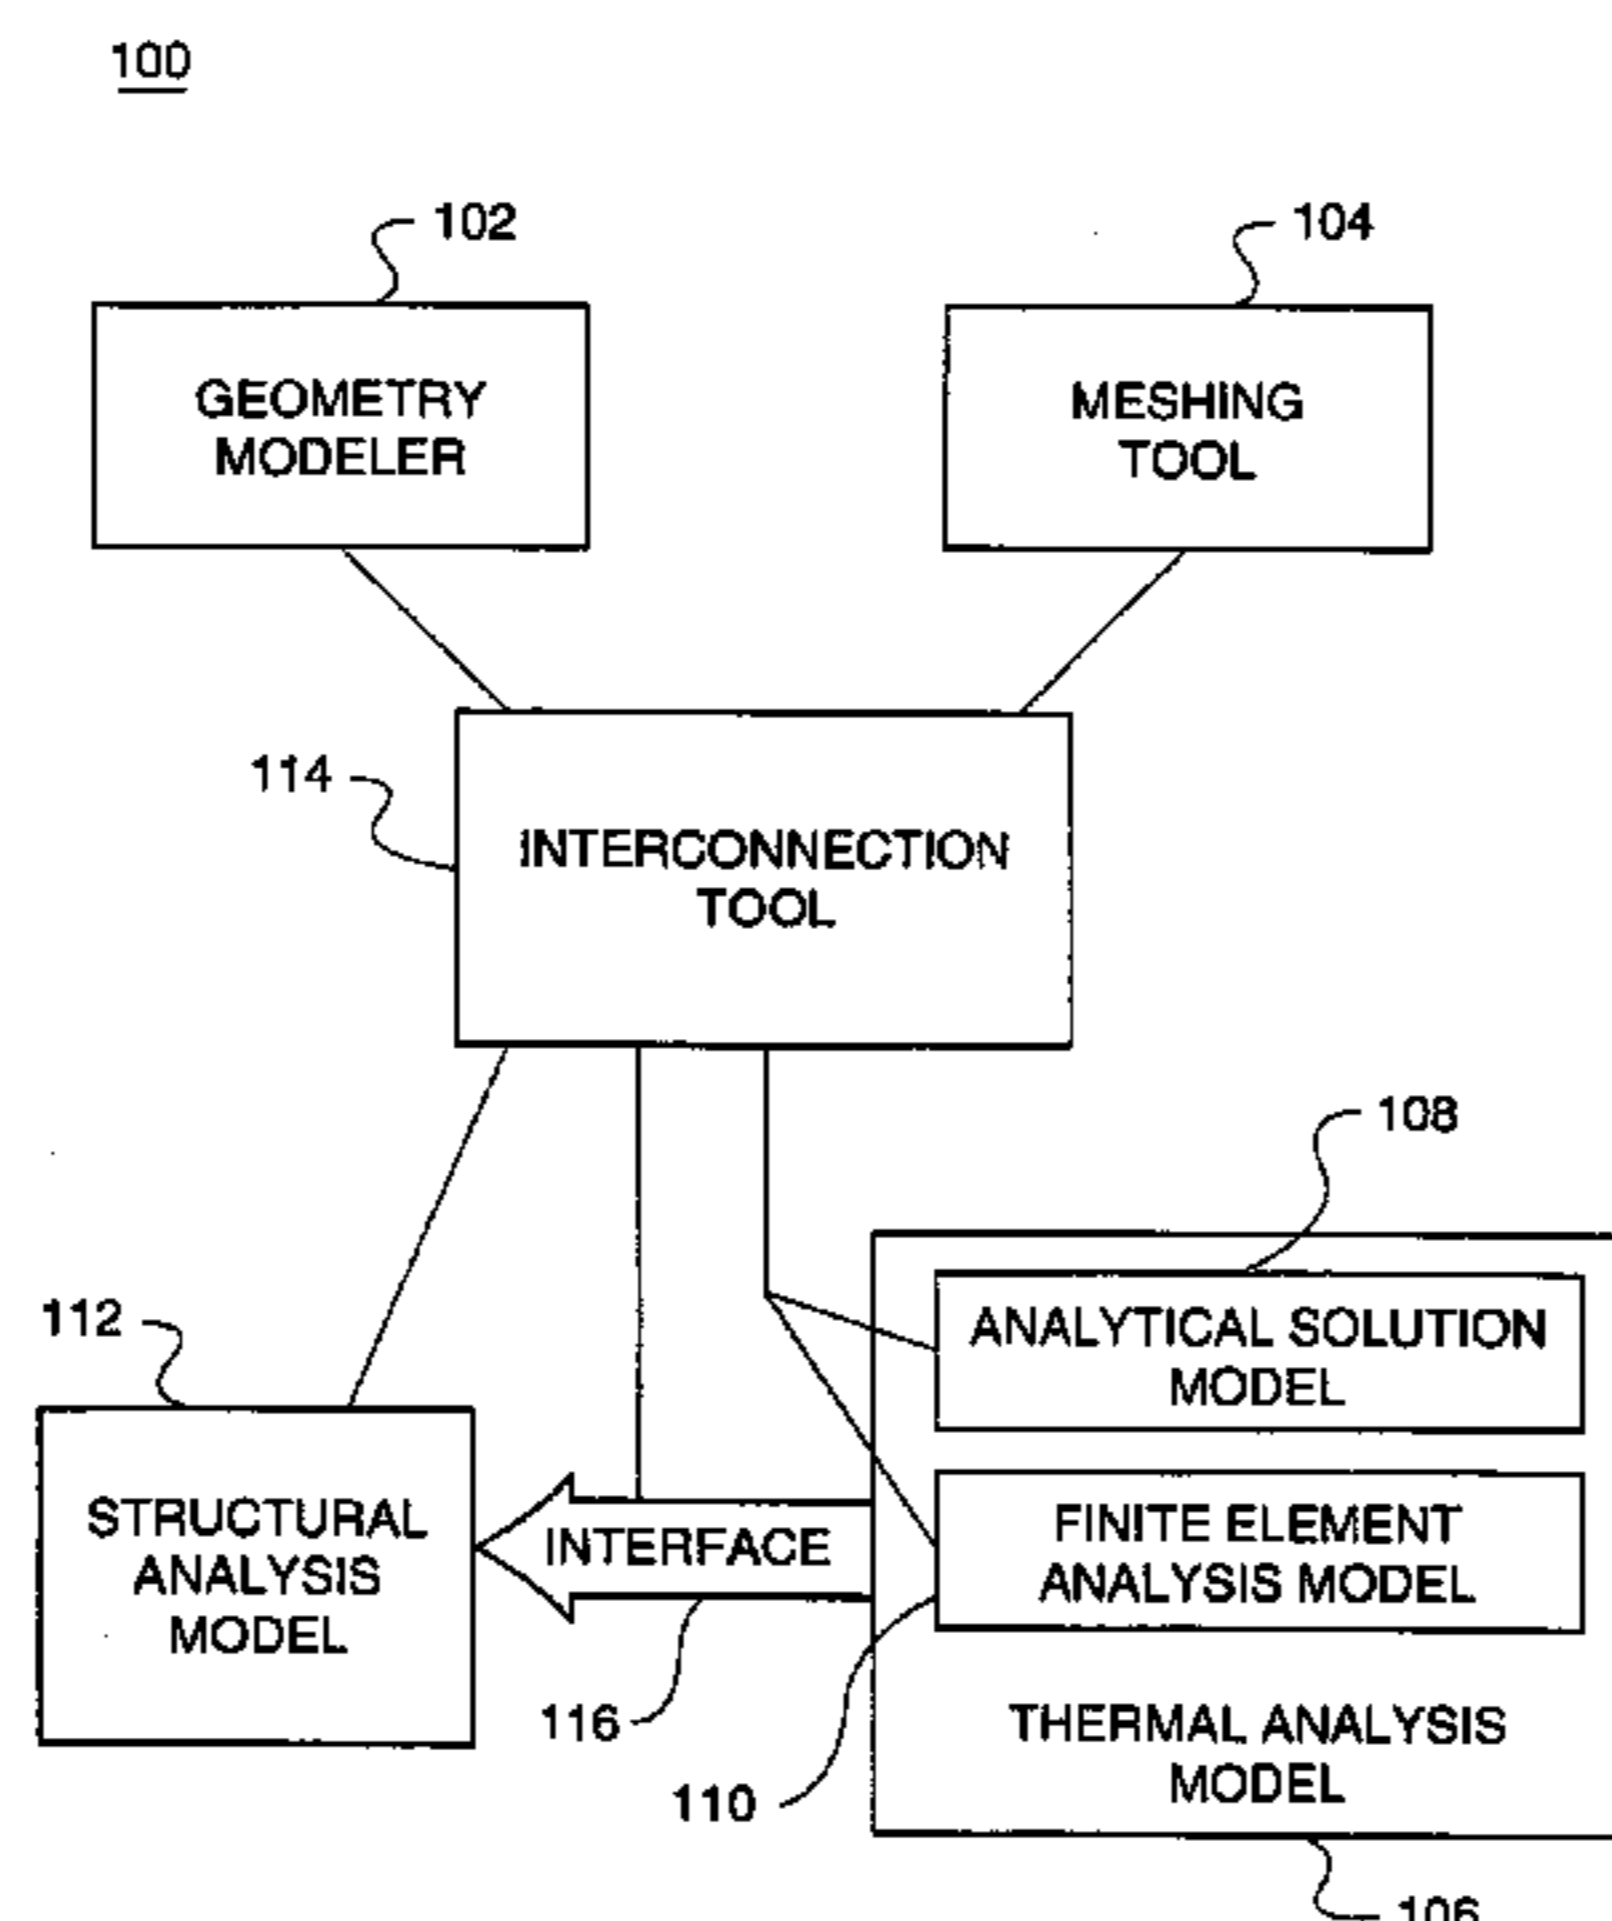 100
102
104
GEOMETRY
MODELER
MESHING
TOOL
114
INTERCONNECTION
TOOL
108
112
ANALYTICAL SOLUTION
MODEL
STRUCTURAL
ANALYSIS
MODEL
INTERFACE
FINITE ELEMENT
ANALYSIS MODEL
116
110
THERMAL ANALYSIS
MODEL
106